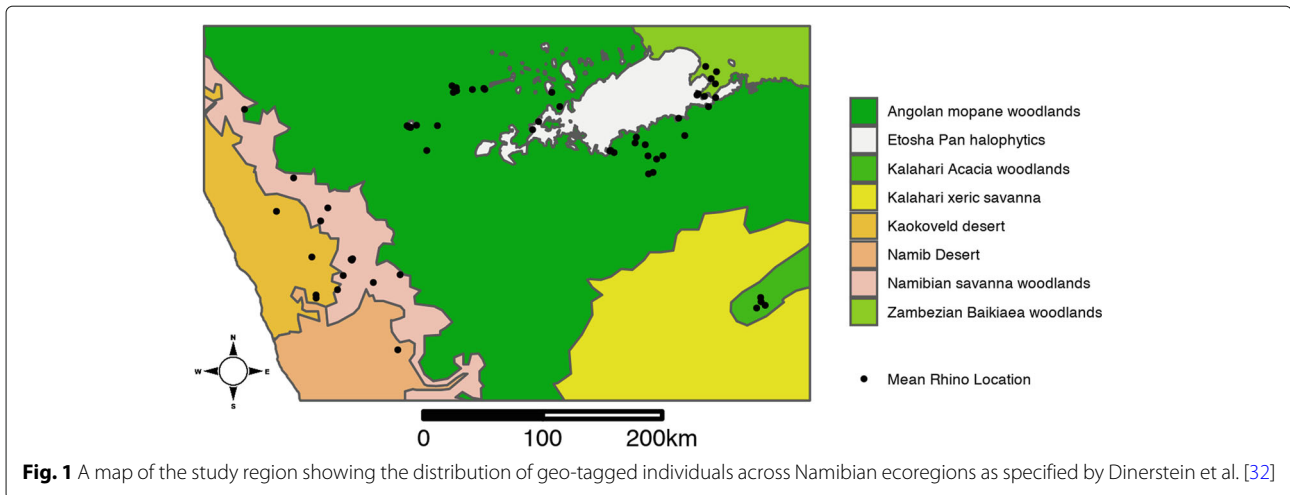 Angolan mopane woodlands
Etosha Pan halophytics
Kalahari Acacia woodlands
Kalahari xeric savanna
Kaokoveld desert
Namib Desert
Namibian savanna woodlands
Zambezian Baikiaea woodlands
Mean Rhino Location
N
W E
S
0 100 200km
Fig. 1 A map of the study region showing the distribution of geo-tagged individuals across Namibian ecoregions as specified by Dinerstein et al. [32]